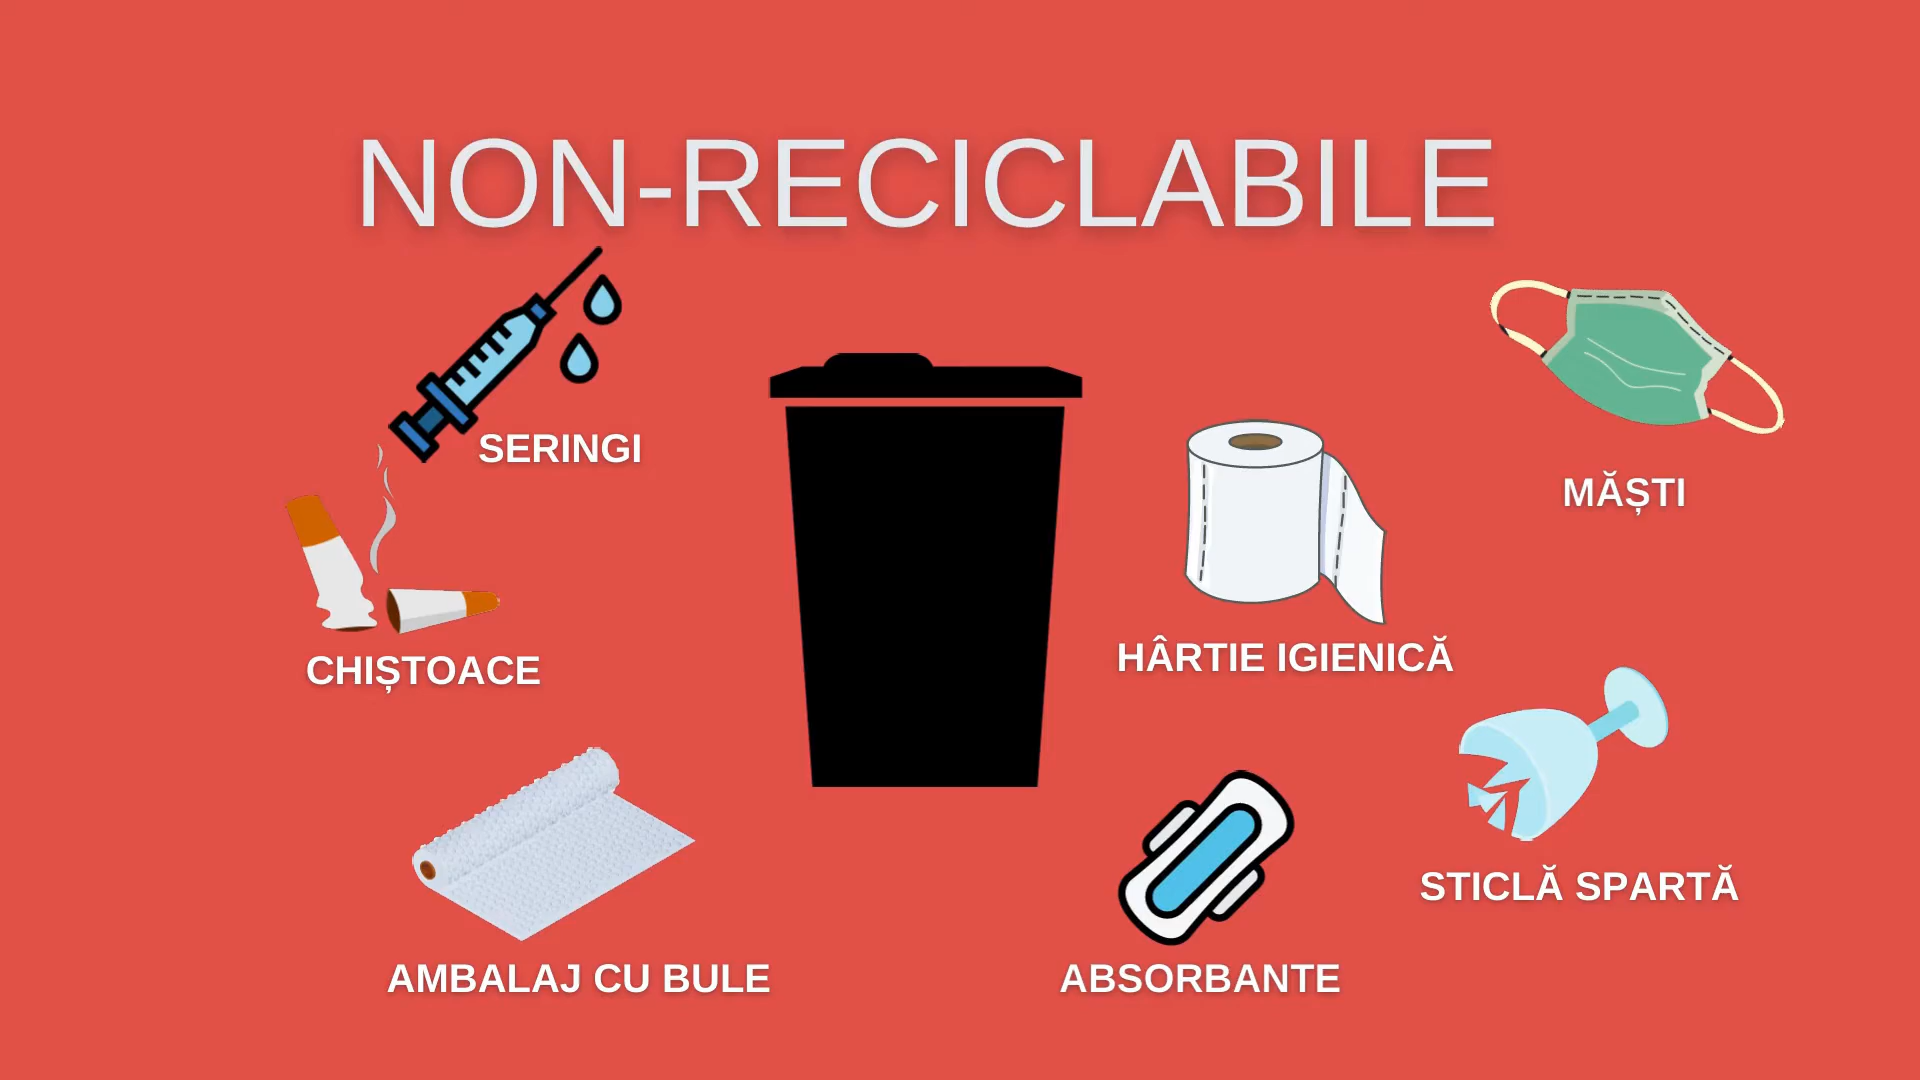 NON-RECICLABILE
SERINGI
MĂȘTI
CHIȘTOACE
HÂRTIE IGIENICĂ
STICLĂ SPARTĂ
AMBALAJ CU BULE
ABSORBANTE